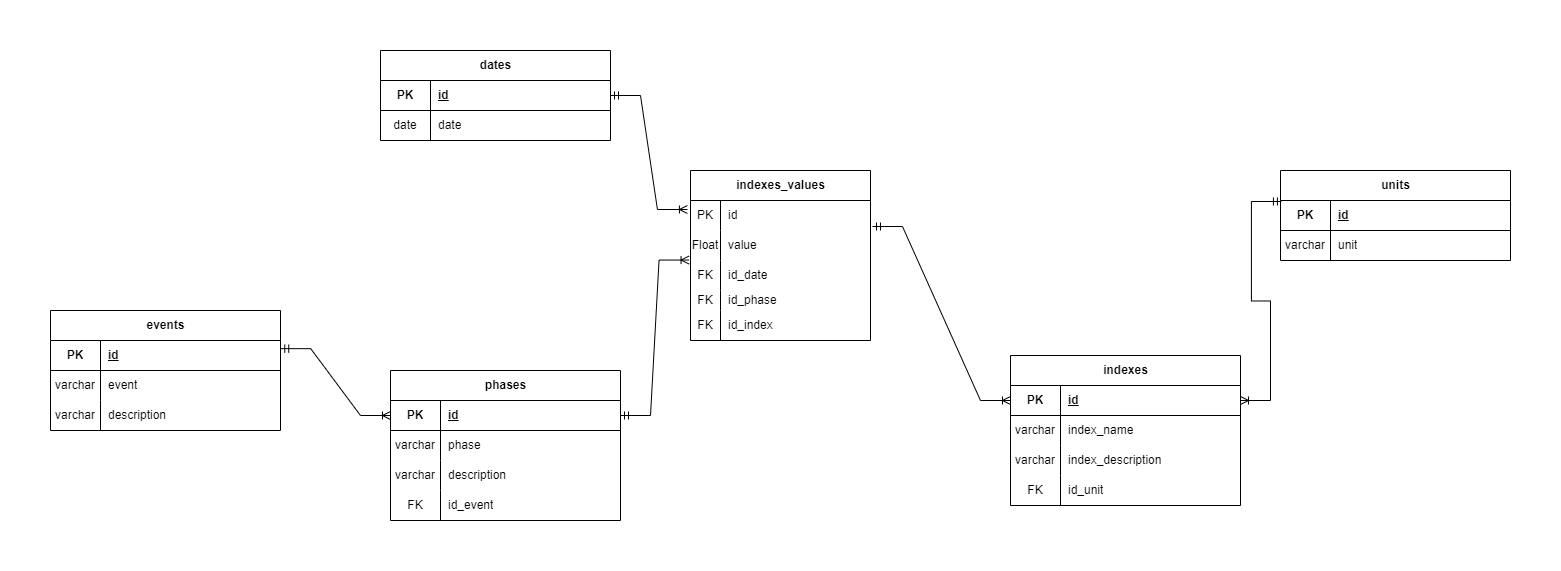 dates
PK id
date date
indexes_values
PK id
Float value
FK id_date
FK id_phase
FK id_index
units
PK id
varchar unit
events
PK id
varchar event
varchar description
phases
PK id
varchar phase
varchar description
FK id_event
indexes
PK id
varchar index_name
varchar index_description
FK id_unit